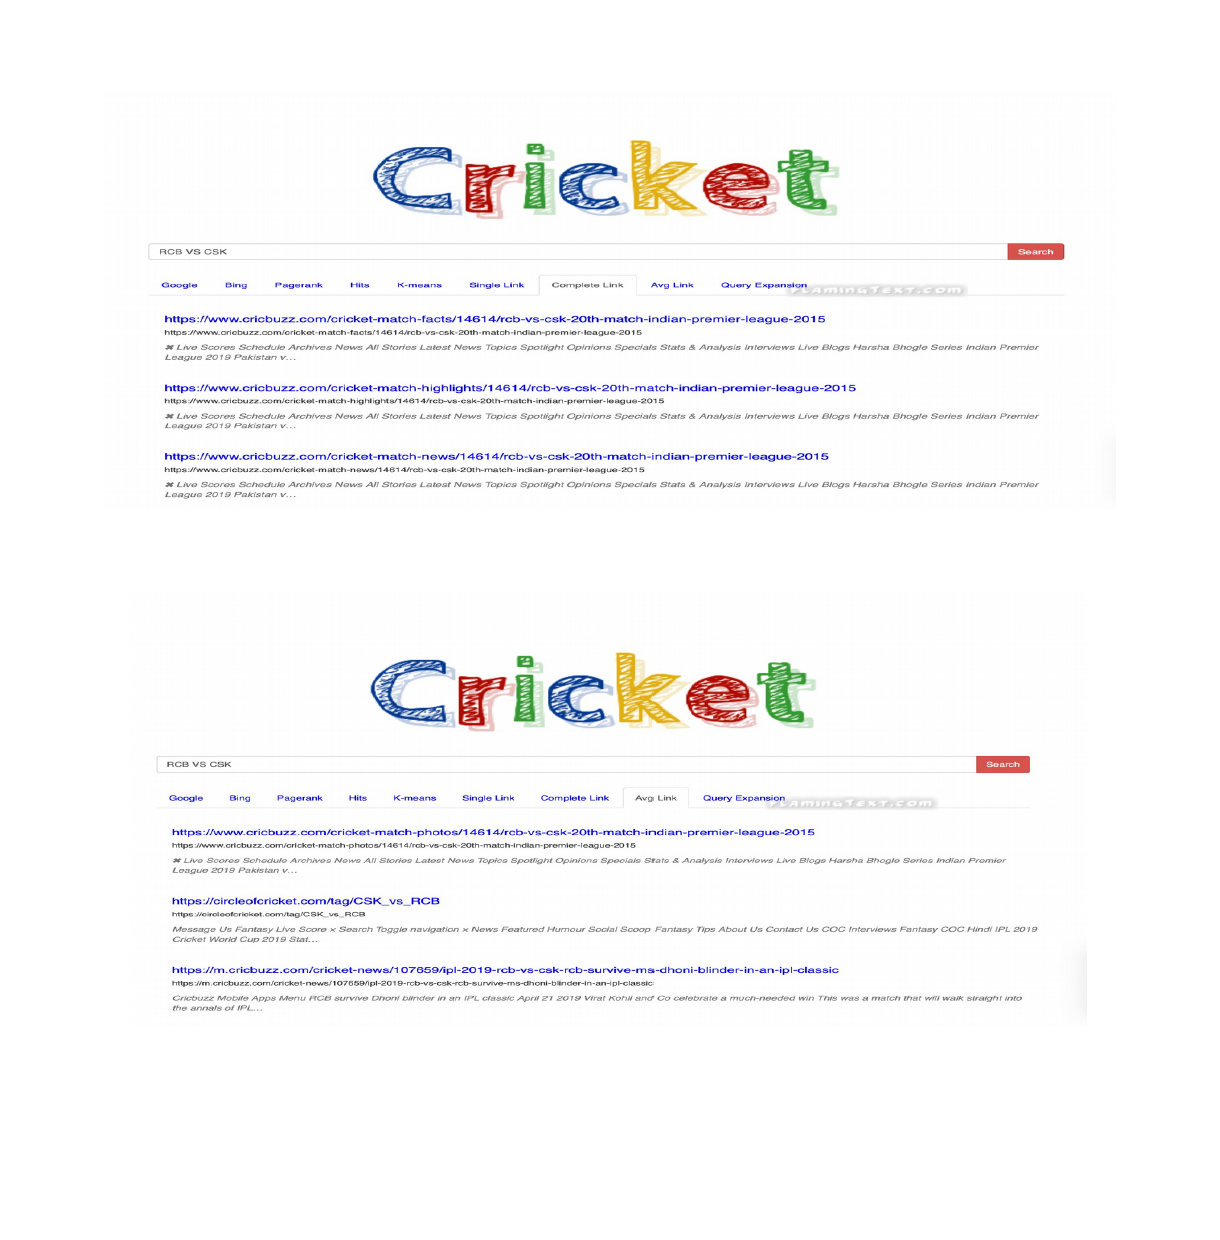 Cricket
RCB VS CSK
Search
Google Bing Pagerank Hits K-means Single Link Complete Link Avg Link Query Expansion
FLAMINGTEXT.COM
https://www.cricbuzz.com/cricket-match-facts/14614/rcb-vs-csk-20th-match-indian-premier-league-2015
https://www.cricbuzz.com/cricket-match-facts/14614/rcb-vs-csk-20th-match-indian-premier-league-2015
✖ Live Scores Schedule Archives News All Stories Latest News Topics Spotlight Opinions Specials Stats & Analysis Interviews Live Blogs Harsha Bhogle Series Indian Premier
League 2019 Pakistan v...
https://www.cricbuzz.com/cricket-match-highlights/14614/rcb-vs-csk-20th-match-indian-premier-league-2015
https://www.cricbuzz.com/cricket-match-highlights/14614/rcb-vs-csk-20th-match-indian-premier-league-2015
✖ Live Scores Schedule Archives News All Stories Latest News Topics Spotlight Opinions Specials Stats & Analysis Interviews Live Blogs Harsha Bhogle Series Indian Premier
League 2019 Pakistan v...
https://www.cricbuzz.com/cricket-match-news/14614/rcb-vs-csk-20th-match-indian-premier-league-2015
https://www.cricbuzz.com/cricket-match-news/14614/rcb-vs-csk-20th-match-indian-premier-league-2015
✖ Live Scores Schedule Archives News All Stories Latest News Topics Spotlight Opinions Specials Stats & Analysis Interviews Live Blogs Harsha Bhogle Series Indian Premier
League 2019 Pakistan v...
Cricket
RCB VS CSK
Search
Google Bing Pagerank Hits K-means Single Link Complete Link Avg Link Query Expansion
FLAMINGTEXT.COM
https://www.cricbuzz.com/cricket-match-photos/14614/rcb-vs-csk-20th-match-indian-premier-league-2015
https://www.cricbuzz.com/cricket-match-photos/14614/rcb-vs-csk-20th-match-indian-premier-league-2015
✖ Live Scores Schedule Archives News All Stories Latest News Topics Spotlight Opinions Specials Stats & Analysis Interviews Live Blogs Harsha Bhogle Series Indian Premier
League 2019 Pakistan v...
https://circleofcricket.com/tag/CSK_vs_RCB
https://circleofcricket.com/tag/CSK_vs_RCB
Message Us Fantasy Live Score × Search Toggle navigation × News Featured Humour Social Scoop Fantasy Tips About Us Contact Us COC Interviews Fantasy COC Hindi IPL 2019
Cricket World Cup 2019 Stat...
https://m.cricbuzz.com/cricket-news/107659/ipl-2019-rcb-vs-csk-rcb-survive-ms-dhoni-blinder-in-an-ipl-classic
https://m.cricbuzz.com/cricket-news/107659/ipl-2019-rcb-vs-csk-rcb-survive-ms-dhoni-blinder-in-an-ipl-classic
Cricbuzz Mobile Apps Menu RCB survive Dhoni blinder in an IPL classic April 21 2019 Virat Kohli and Co celebrate a much-needed win This was a match that will walk straight into
the annals of IPL...